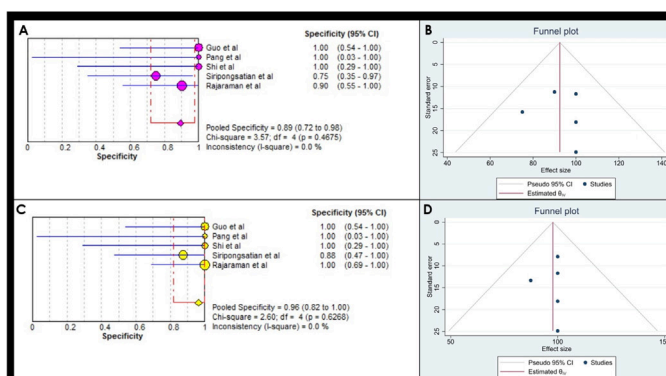 A
Specificity (95% CI)
Guo et al 1.00 (0.54 - 1.00)
Pang et al 1.00 (0.03 - 1.00)
Shi et al 1.00 (0.29 - 1.00)
Siripongsatian et al 0.75 (0.35 - 0.97)
Rajaraman et al 0.90 (0.55 - 1.00)
Pooled Specificity = 0.89 (0.72 to 0.98)
Chi-square = 3.57; df = 4 (p = 0.4675)
Inconsistency (I-square) = 0.0 %
0 0.2 0.4 0.6 0.8 1
Specificity
B
Funnel plot
Standard error
0
5
10
15
20
25
40 60 80 100 120 140
Effect size
Pseudo 95% CI Studies
Estimated θIV
C
Specificity (95% CI)
Guo et al 1.00 (0.54 - 1.00)
Pang et al 1.00 (0.03 - 1.00)
Shi et al 1.00 (0.29 - 1.00)
Siripongsatian et al 0.88 (0.47 - 1.00)
Rajaraman et al 1.00 (0.69 - 1.00)
Pooled Specificity = 0.96 (0.82 to 1.00)
Chi-square = 2.60; df = 4 (p = 0.6268)
Inconsistency (I-square) = 0.0 %
0 0.2 0.4 0.6 0.8 1
Specificity
D
Funnel plot
Standard error
0
5
10
15
20
25
50 100
Effect size
Pseudo 95% CI Studies
Estimated θIV